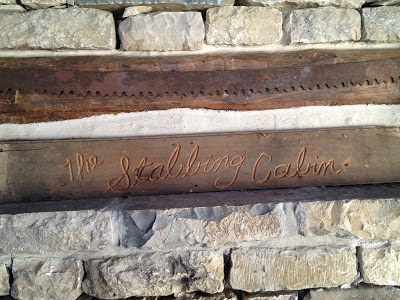 The Stabbing Cabin.